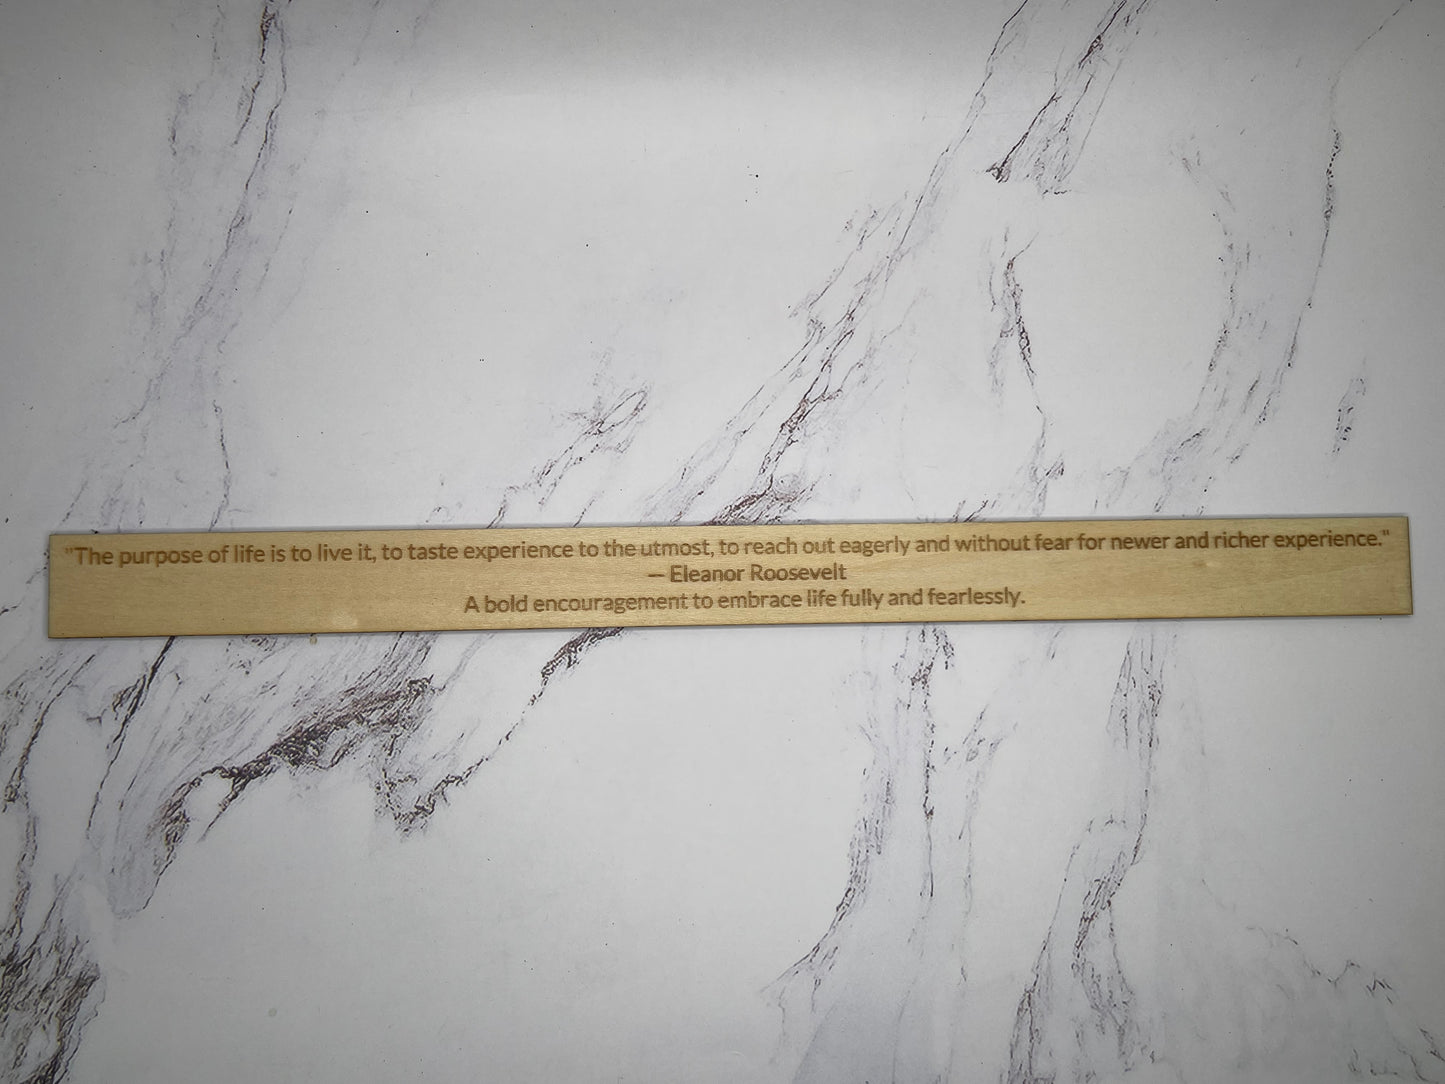 "The purpose of life is to live it, to taste experience to the utmost, to reach out eagerly and without fear for newer and richer experience."
— Eleanor Roosevelt
A bold encouragement to embrace life fully and fearlessly.